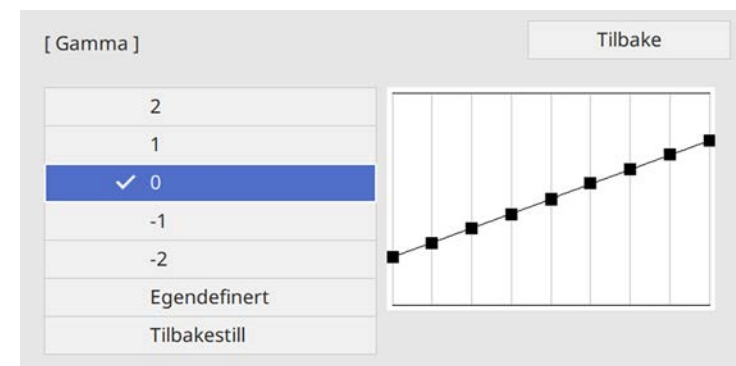 [ Gamma ]
Tilbake
2
1
0
-1
-2
Egendefinert
Tilbakestill